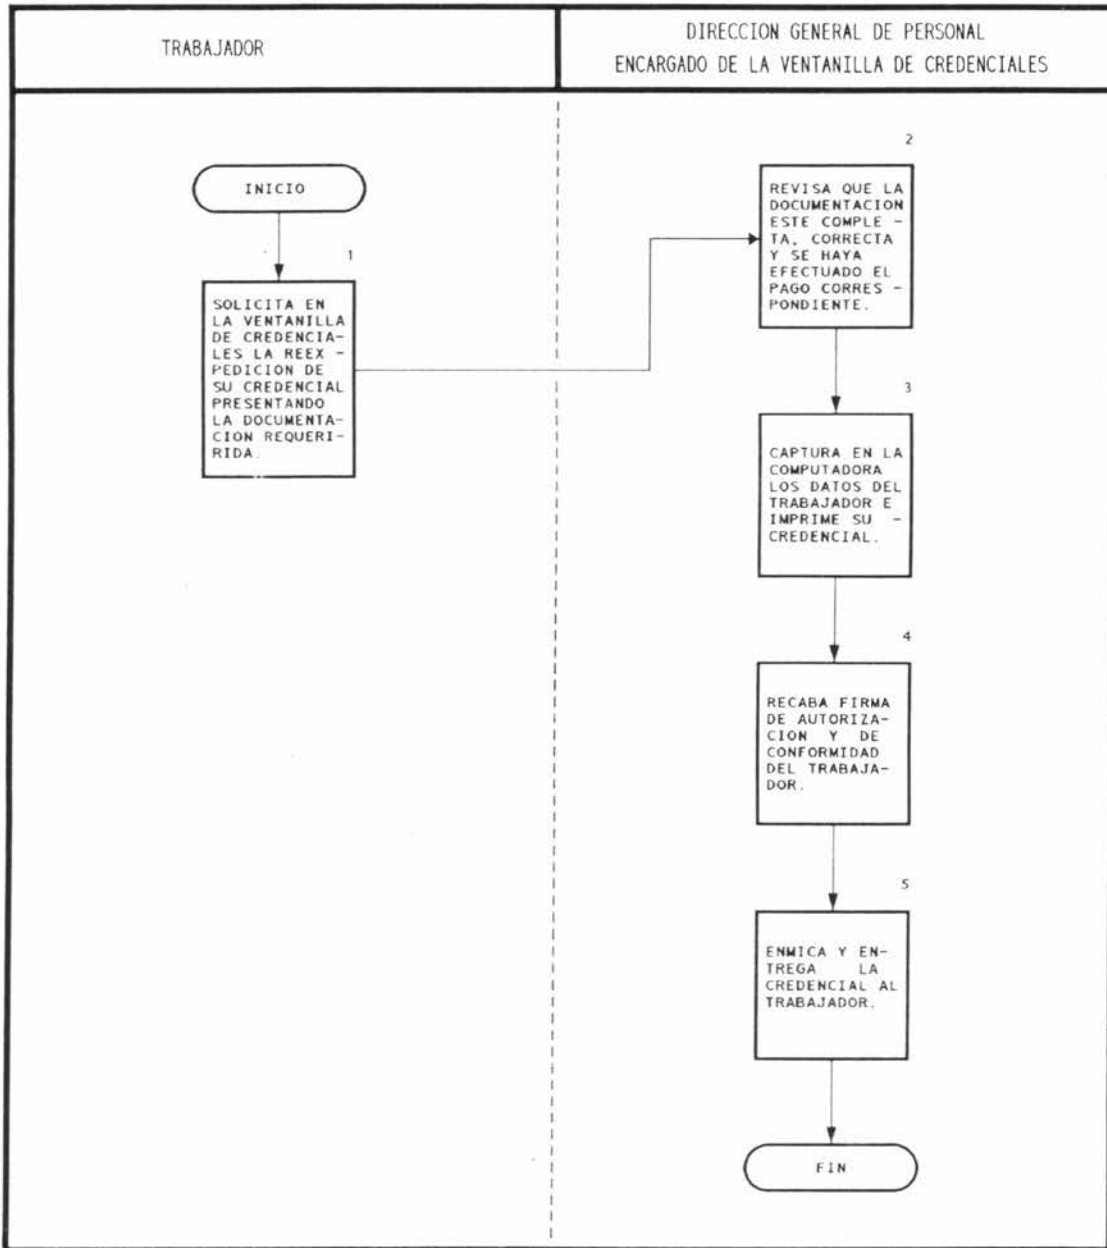 TRABAJADOR
DIRECCION GENERAL DE PERSONAL
ENCARGADO DE LA VENTANILLA DE CREDENCIALES
INICIO
1
SOLICITA EN
LA VENTANILLA
DE CREDENCIA-
LES LA REEX -
PEDICION DE
SU CREDENCIAL
PRESENTANDO
LA DOCUMENTA-
CION REQUERI-
RIDA.
2
REVISA QUE LA
DOCUMENTACION
ESTE COMPLE -
TA, CORRECTA
Y SE HAYA
EFECTUADO EL
PAGO CORRES -
PONDIENTE.
3
CAPTURA EN LA
COMPUTADORA
LOS DATOS DEL
TRABAJADOR E
IMPRIME SU -
CREDENCIAL.
4
RECABA FIRMA
DE AUTORIZA-
CION Y DE
CONFORMIDAD
DEL TRABAJA-
DOR.
5
ENMICA Y EN-
TREGA LA
CREDENCIAL AL
TRABAJADOR.
FIN